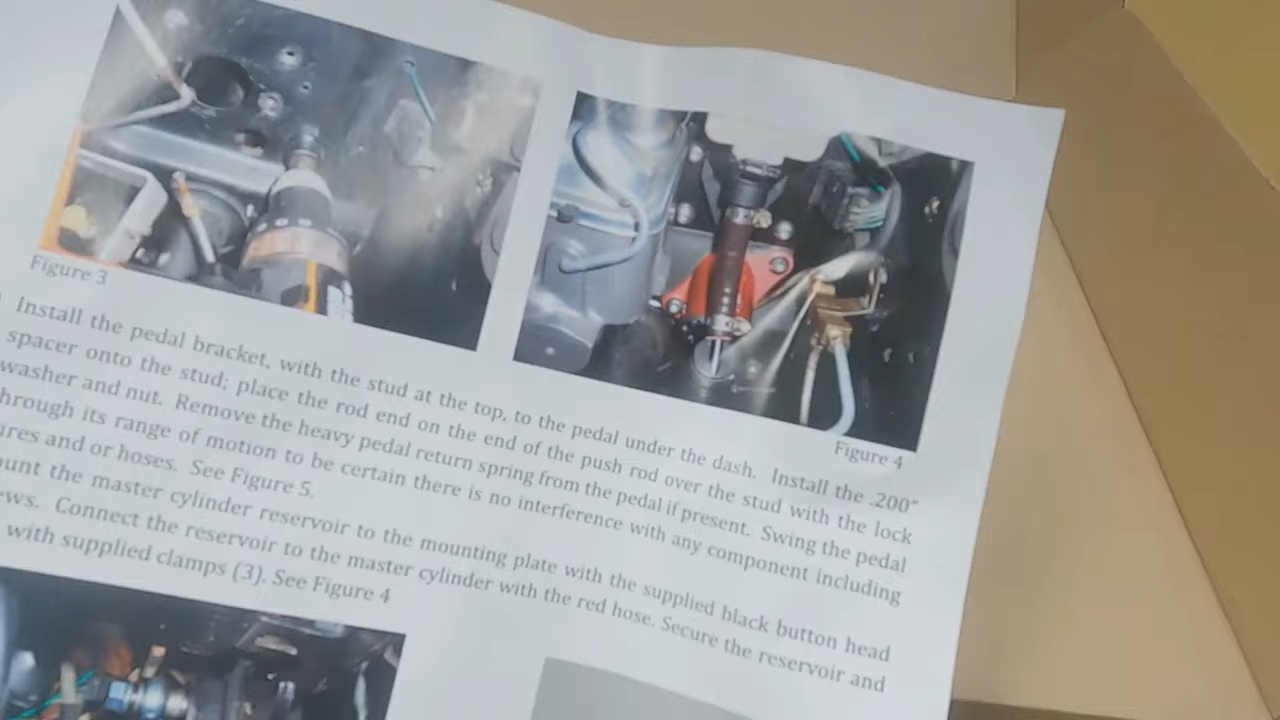 Figure 3
Figure 4
Install the pedal bracket, with the stud at the top, to the pedal under the dash. Install the .200"
spacer onto the stud; place the rod end on the end of the push rod over the stud with the lock
washer and nut. Remove the heavy pedal return spring from the pedal if present. Swing the pedal
hrough its range of motion to be certain there is no interference with any component including
ires and or hoses. See Figure 5.
ount the master cylinder reservoir to the mounting plate with the supplied black button head
ews. Connect the reservoir to the master cylinder with the red hose. Secure the reservoir and
with supplied clamps (3). See Figure 4